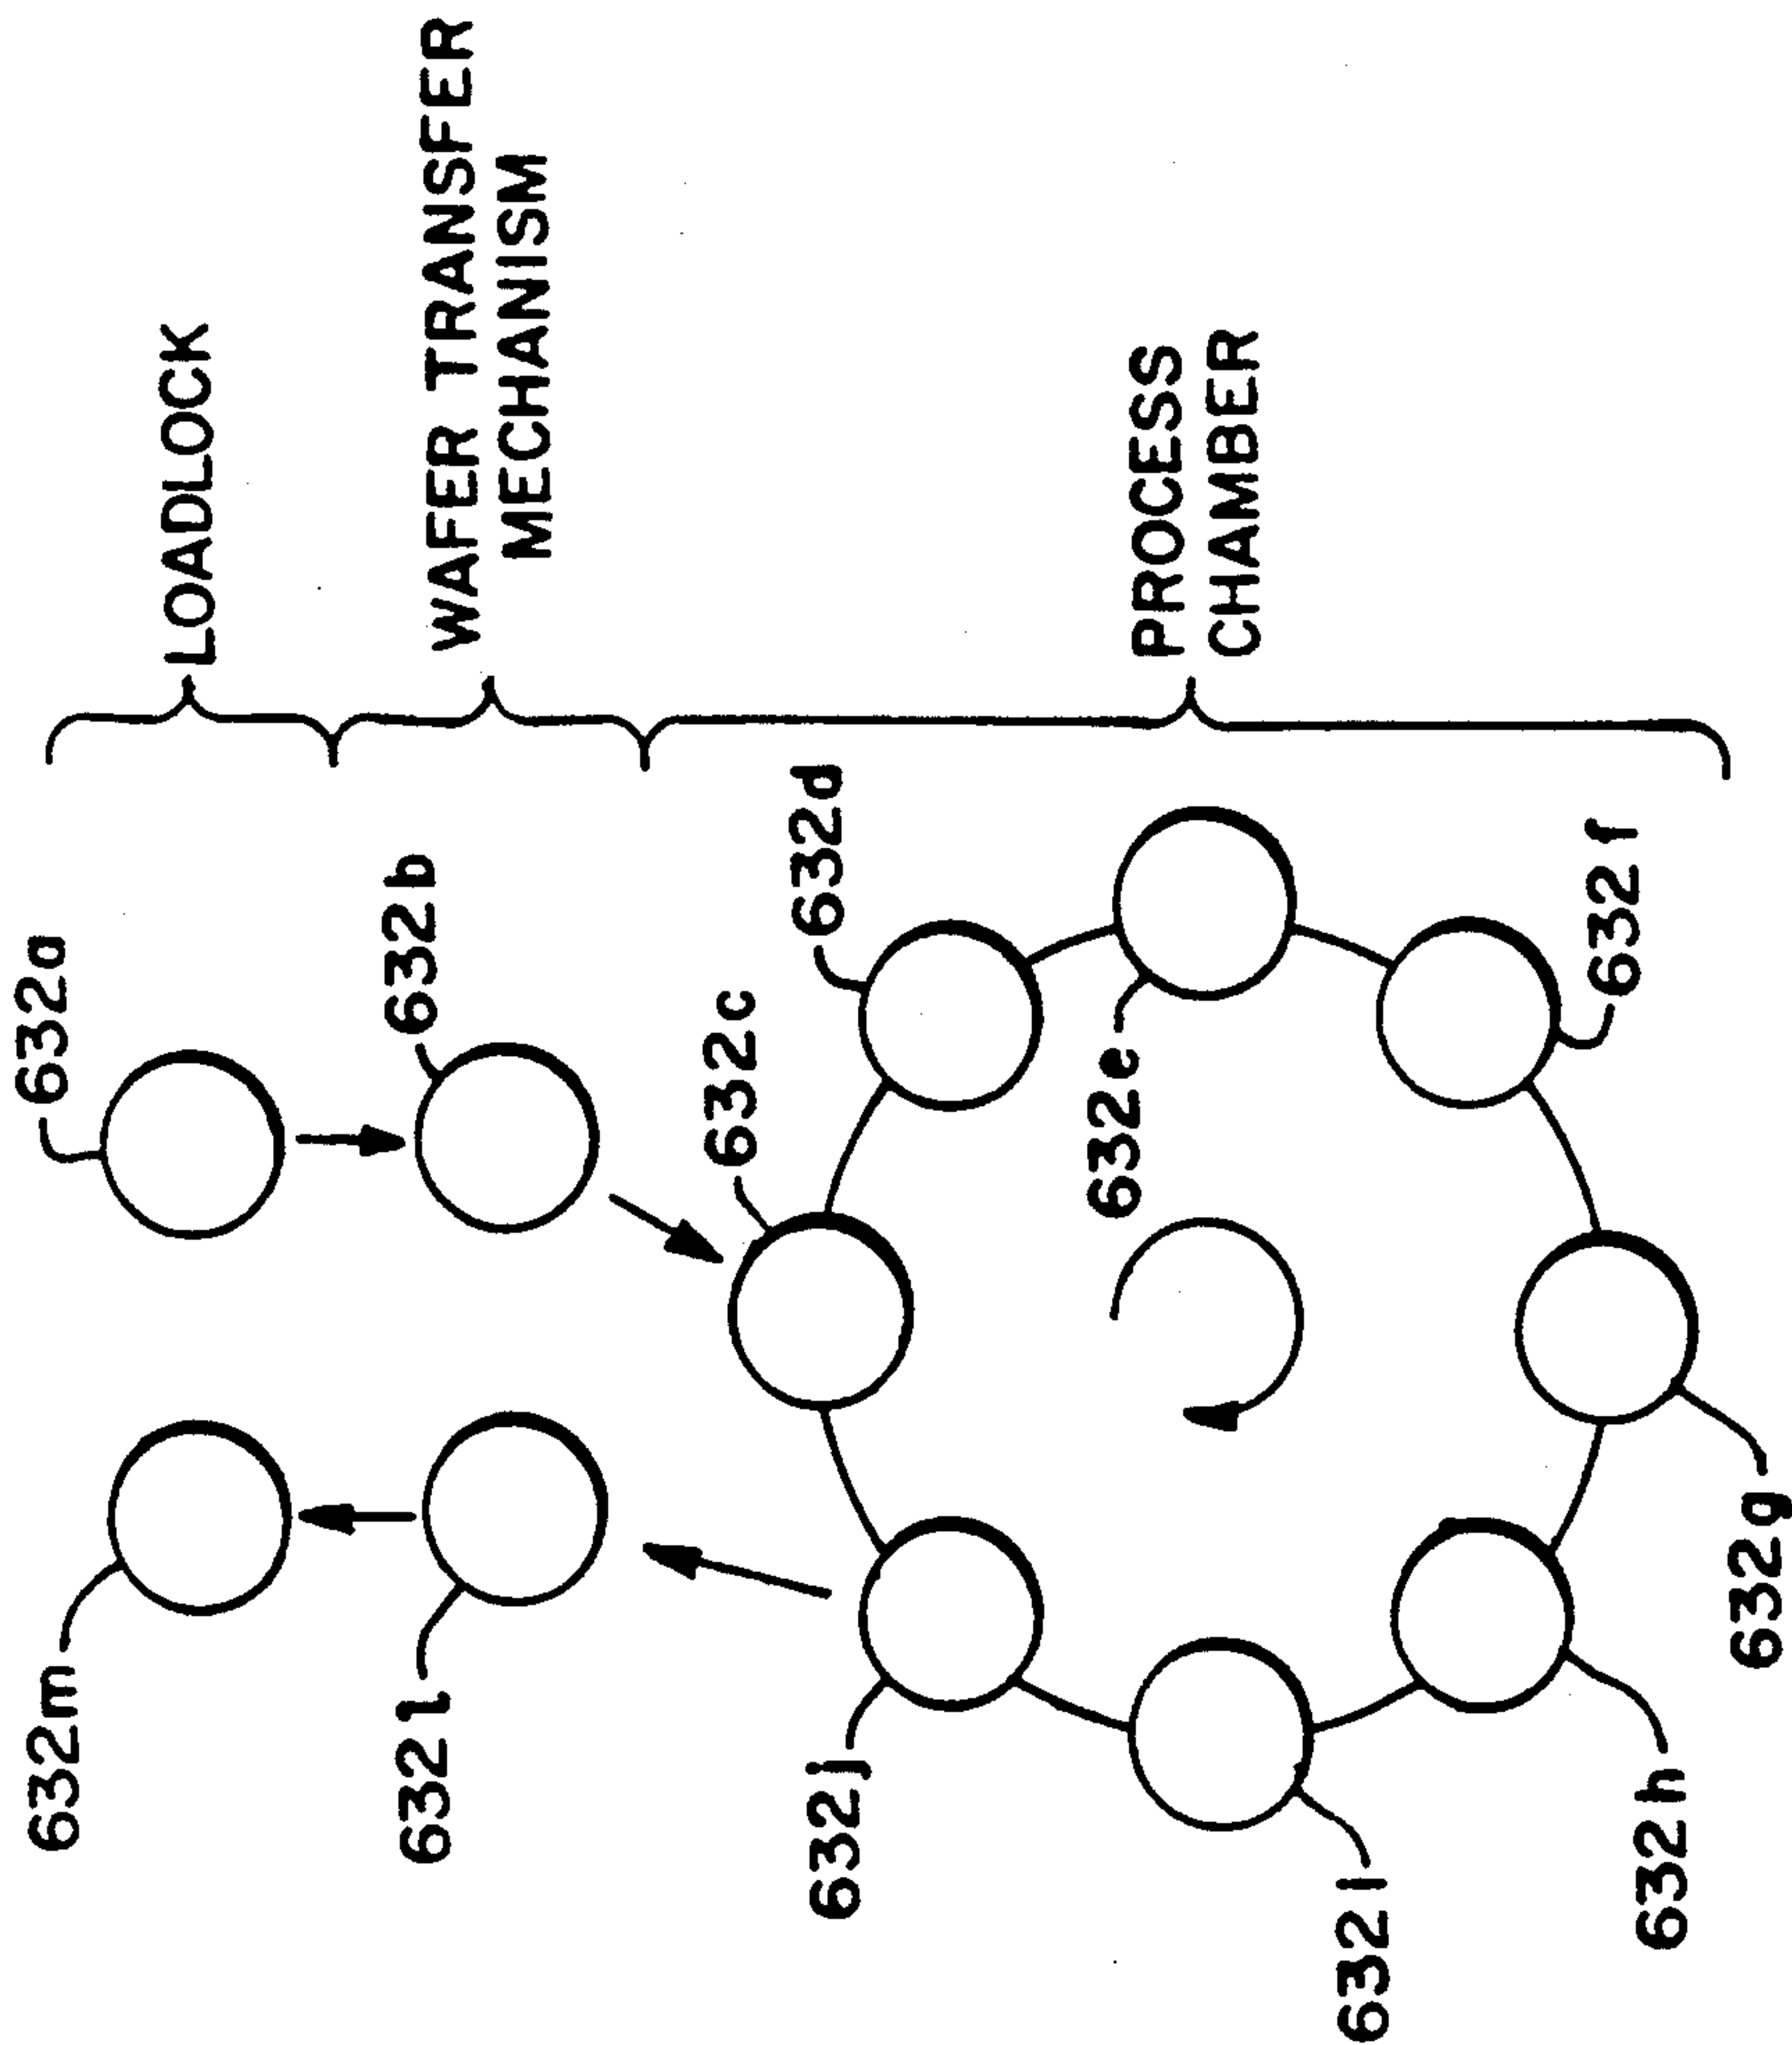 LOADLOCK
WAFER TRANSFER
MECHANISM
PROCESS
CHAMBER
632a
632b
632c
632d
632e
632f
632g
632h
632i
632j
632l
632m